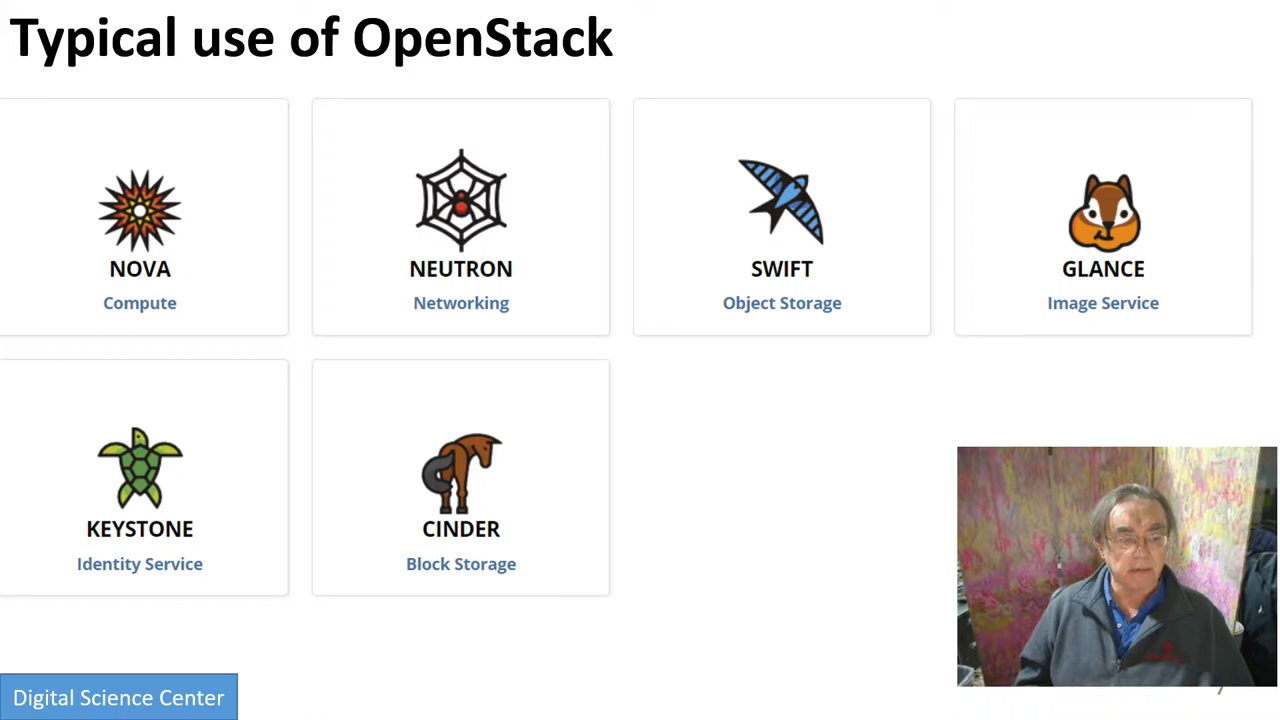 Typical use of OpenStack
NOVA
Compute
NEUTRON
Networking
SWIFT
Object Storage
GLANCE
Image Service
KEYSTONE
Identity Service
CINDER
Block Storage
Digital Science Center